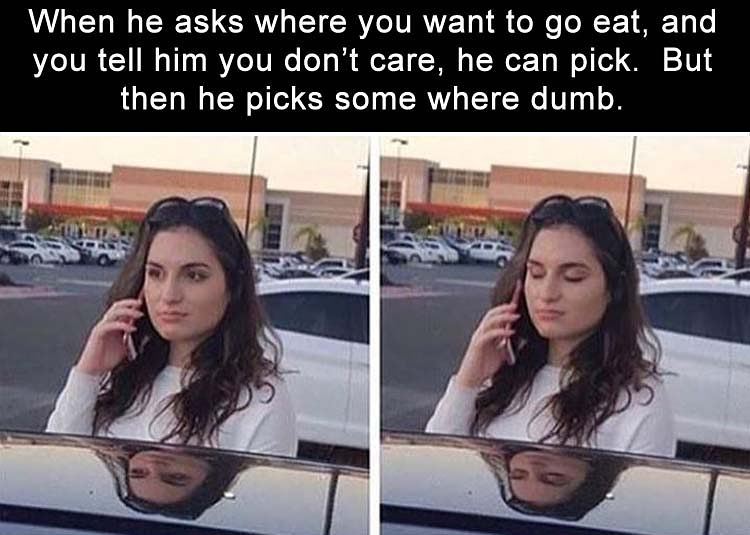 When he asks where you want to go eat, and
you tell him you don’t care, he can pick.  But
then he picks some where dumb.